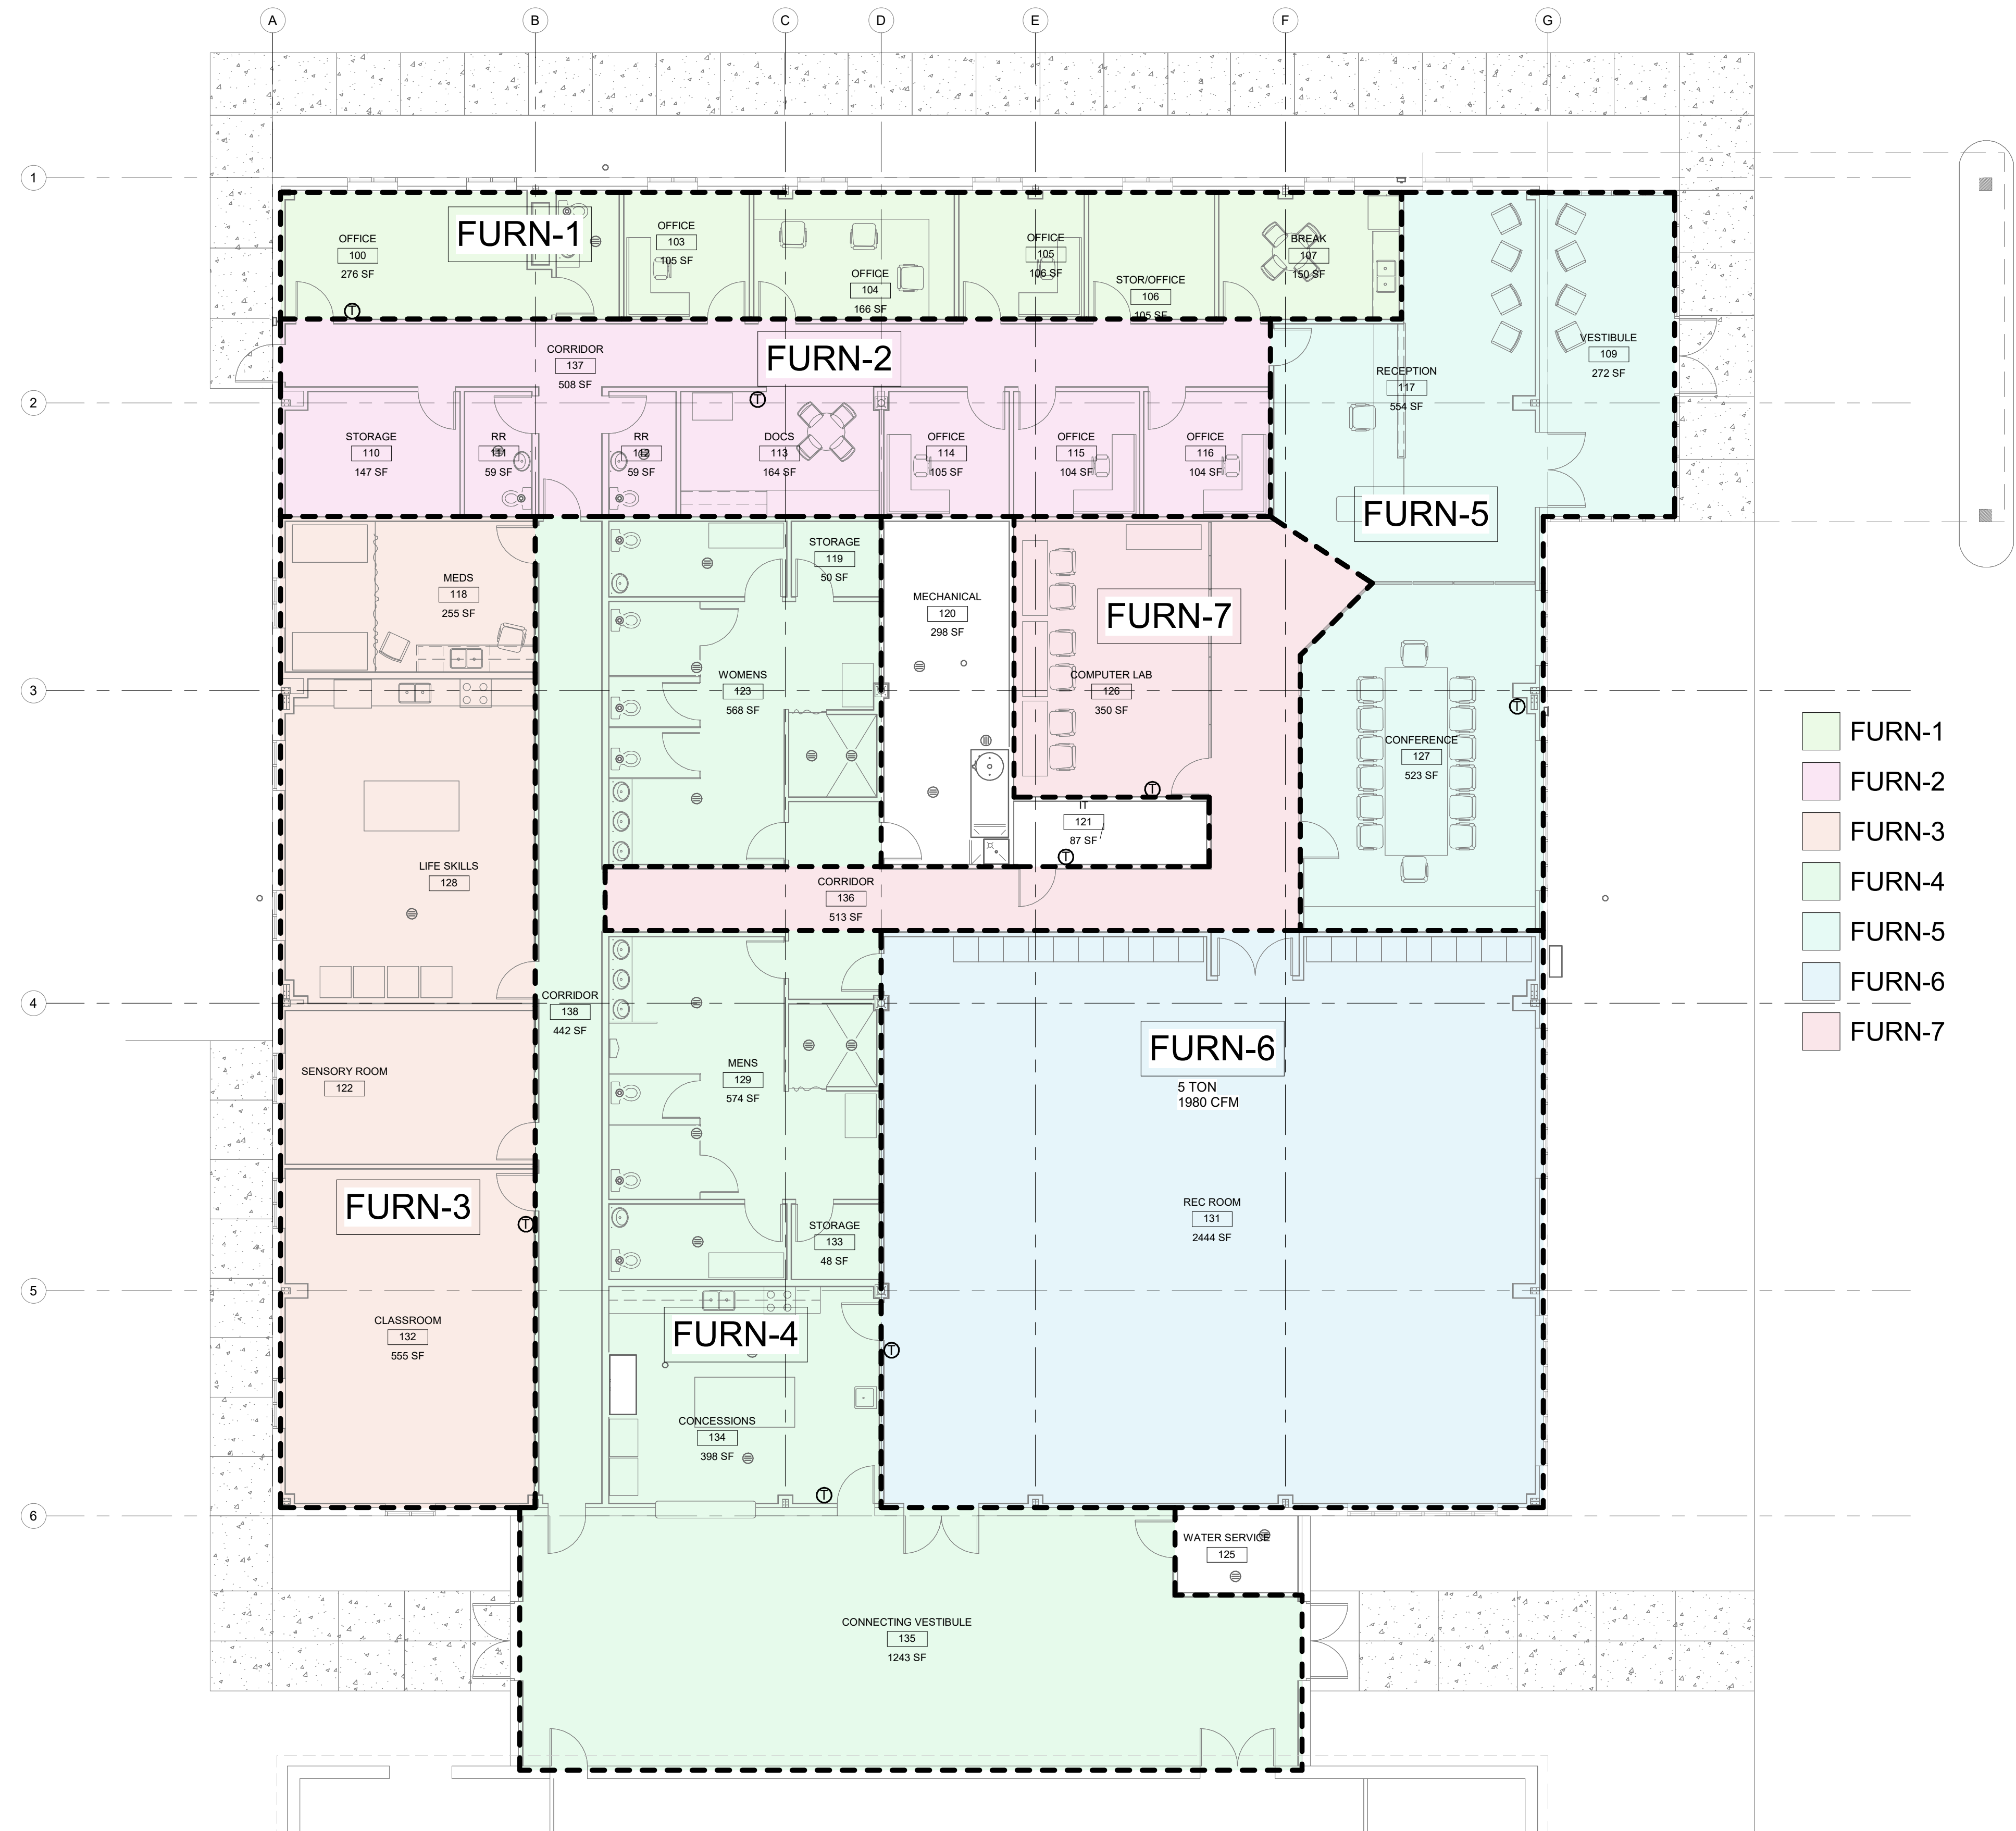 A
B
C
D
E
F
G
1
2
3
4
5
6
FURN-1
OFFICE
100
276 SF
T
OFFICE
103
105 SF
OFFICE
104
166 SF
OFFICE
105
106 SF
STOR/OFFICE
106
105 SF
BREAK
107
150 SF
VESTIBULE
109
272 SF
CORRIDOR
137
508 SF
FURN-2
T
RECEPTION
117
554 SF
STORAGE
110
147 SF
RR
111
59 SF
RR
112
59 SF
DOCS
113
164 SF
OFFICE
114
105 SF
OFFICE
115
104 SF
OFFICE
116
104 SF
FURN-5
MEDS
118
255 SF
STORAGE
119
50 SF
MECHANICAL
120
298 SF
FURN-7
WOMENS
123
568 SF
COMPUTER LAB
126
350 SF
T
T
CONFERENCE
127
523 SF
IT
121
87 SF
T
LIFE SKILLS
128
CORRIDOR
136
513 SF
CORRIDOR
138
442 SF
SENSORY ROOM
122
MENS
129
574 SF
FURN-6
5 TON
1980 CFM
REC ROOM
131
2444 SF
FURN-3
T
STORAGE
133
48 SF
CLASSROOM
132
555 SF
FURN-4
T
CONCESSIONS
134
398 SF
T
WATER SERVICE
125
CONNECTING VESTIBULE
135
1243 SF
FURN-1
FURN-2
FURN-3
FURN-4
FURN-5
FURN-6
FURN-7